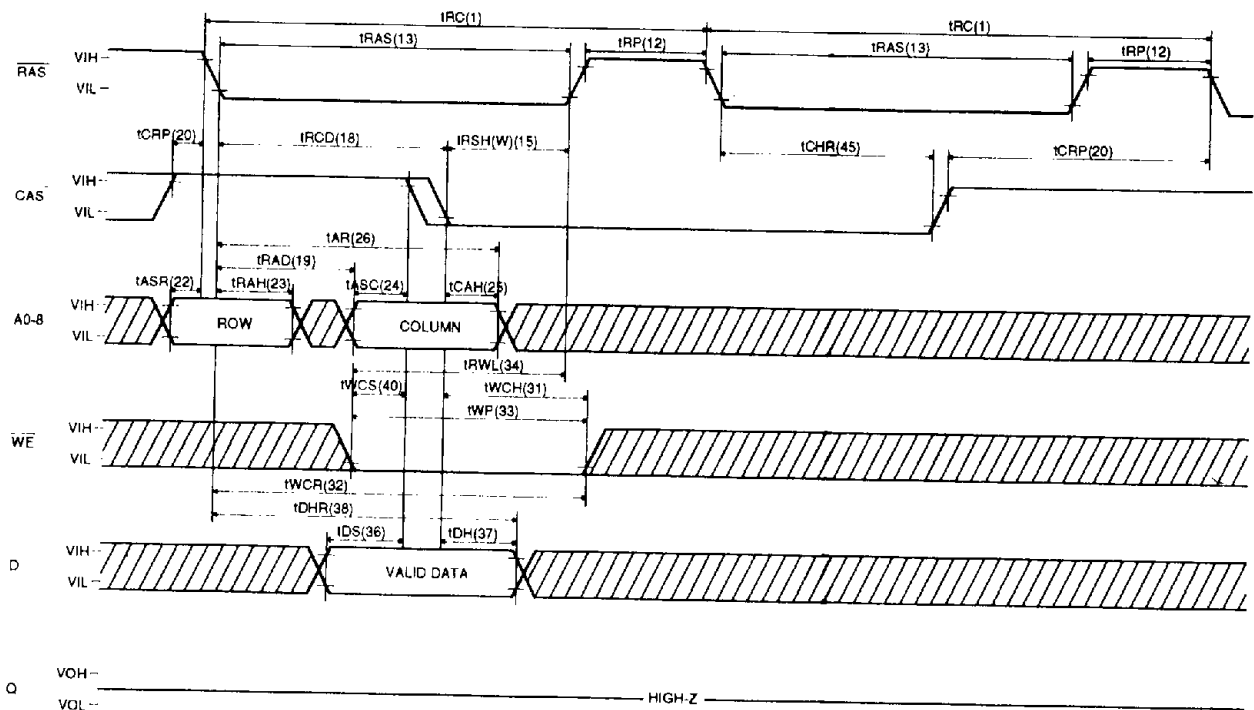 tRC(1) tRC(1)
tRAS(13) tRP(12) tRAS(13) tRP(12)
RAS VIH
VIL
tCRP(20) tRCD(18) tRSH(W)(15) tCHR(45) tCRP(20)
CAS VIH
VIL
tAR(26)
tRAD(19)
tASR(22) tRAH(23) tASC(24) tCAH(25)
A0-8 VIH
VIL
ROW COLUMN
tRWL(34)
tWCS(40) tWCH(31)
tWP(33)
WE VIH
VIL
tWCR(32)
tDHR(38)
tDS(36) tDH(37)
D VIH
VIL
VALID DATA
Q VOH
VOL
HIGH-Z